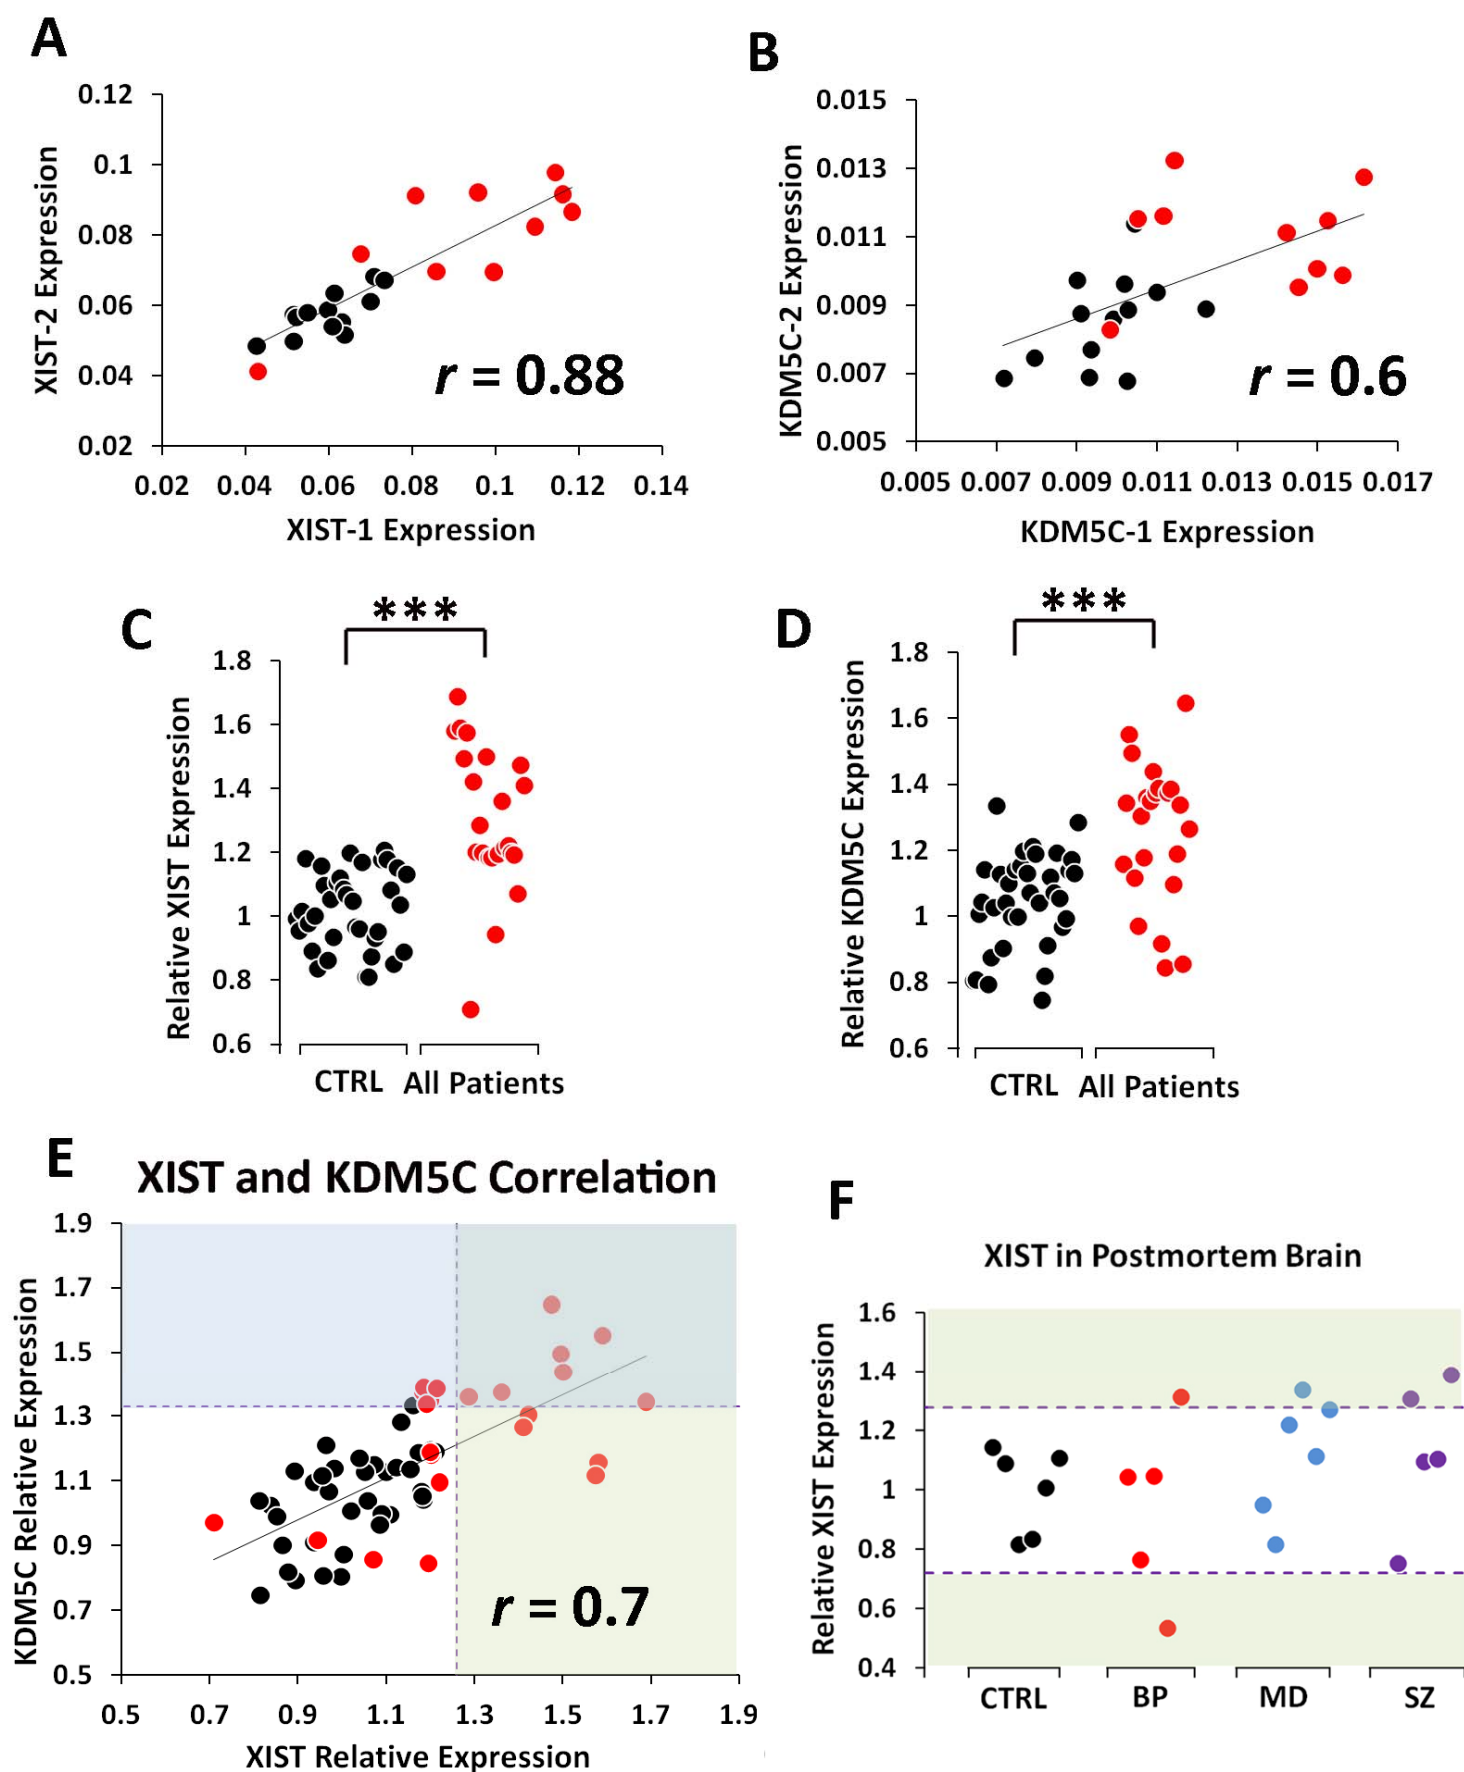 A
0.12
0.1
0.08
0.06
0.04
0.02
XIST-2 Expression
r = 0.88
0.02 0.04 0.06 0.08 0.1 0.12 0.14
XIST-1 Expression
B
0.015
0.013
0.011
0.009
0.007
0.005
KDM5C-2 Expression
r = 0.6
0.005 0.007 0.009 0.011 0.013 0.015 0.017
KDM5C-1 Expression
C
***
1.8
1.6
1.4
1.2
1
0.8
0.6
Relative XIST Expression
CTRL All Patients
D
***
1.8
1.6
1.4
1.2
1
0.8
0.6
Relative KDM5C Expression
CTRL All Patients
E
XIST and KDM5C Correlation
1.9
1.7
1.5
1.3
1.1
0.9
0.7
0.5
KDM5C Relative Expression
r = 0.7
0.5 0.7 0.9 1.1 1.3 1.5 1.7 1.9
XIST Relative Expression
F
XIST in Postmortem Brain
1.6
1.4
1.2
1
0.8
0.6
0.4
Relative XIST Expression
CTRL BP MD SZ